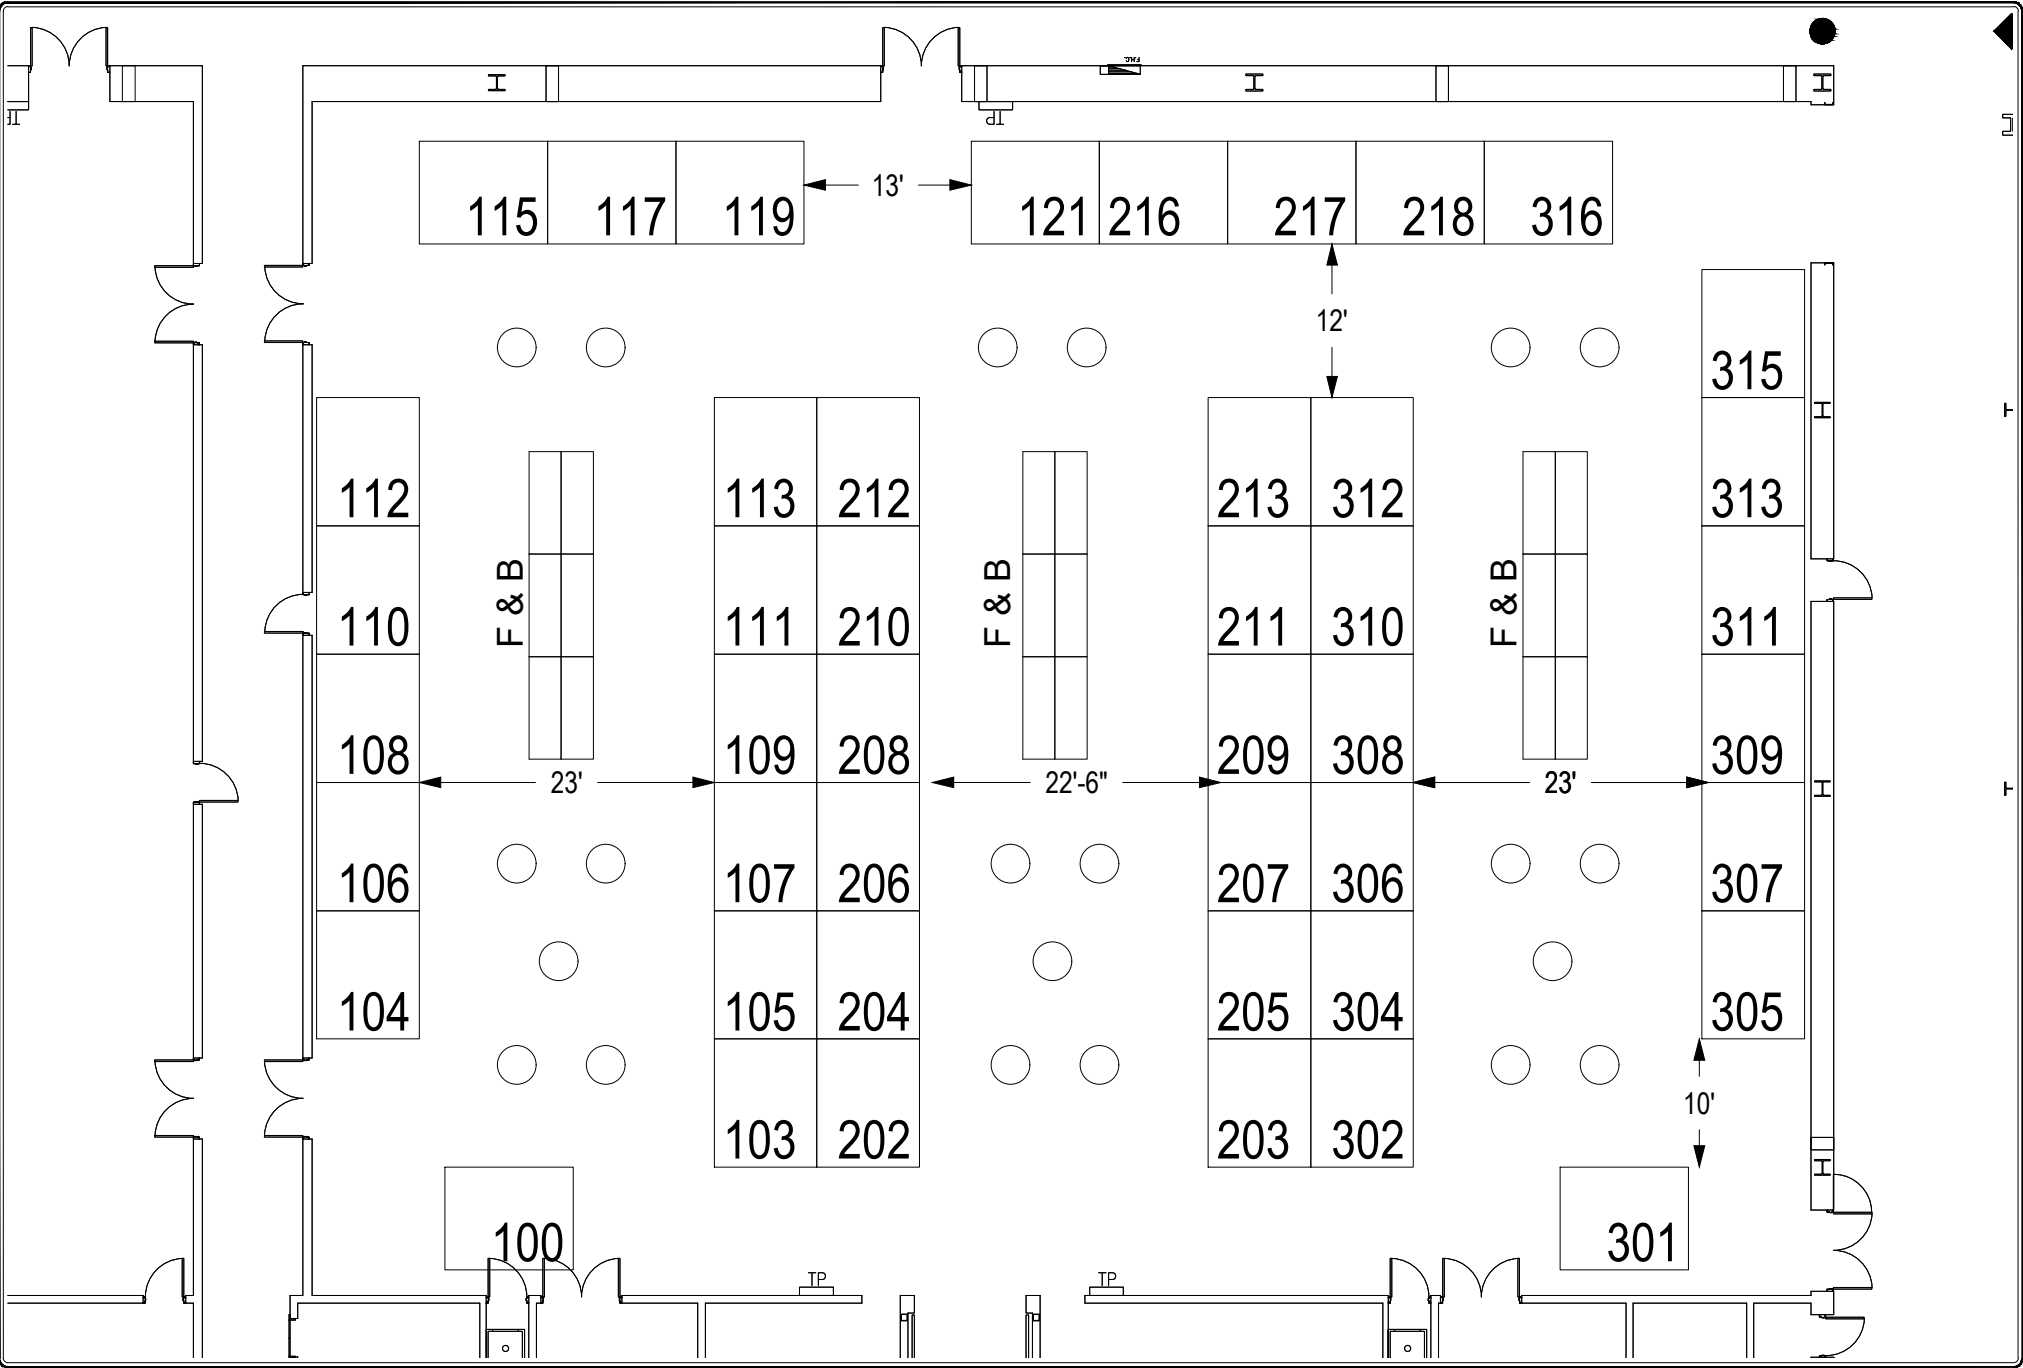 F.H.C.
H
H
H
TP
TP
115 117 119 13' 121 216 217 218 316
12'
315
H
112 113 212 213 312 313
F & B F & B F & B
110 111 210 211 310 311
108 109 208 209 308 309
23' 22'-6" 23'
H
106 107 206 207 306 307
104 105 204 205 304 305
10'
103 202 203 302
H
100 301
TP TP